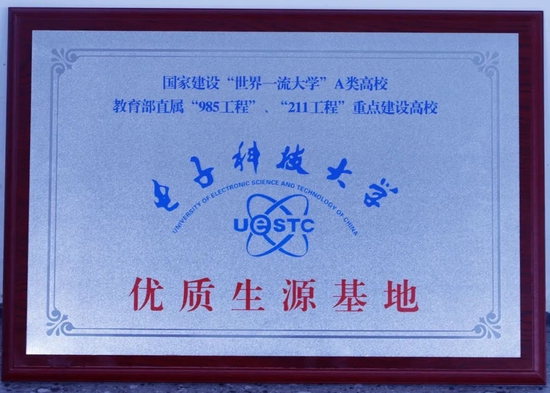 国家建设“世界一流大学”A类高校
教育部直属“985工程”、“211工程”重点建设高校
电子科技大学
UNIVERSITY OF ELECTRONIC SCIENCE AND TECHNOLOGY OF CHINA
UeSTC
优质生源基地